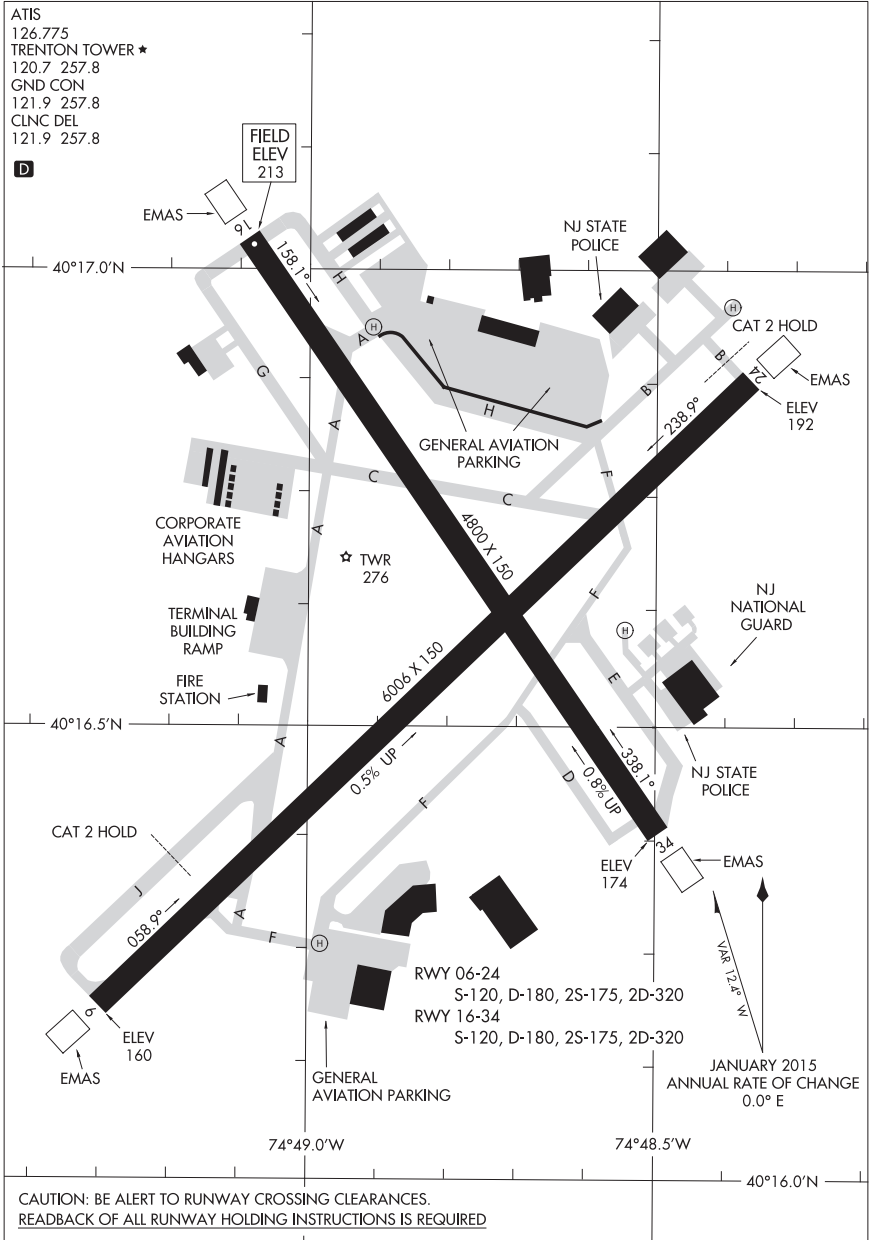 ATIS
126.775
TRENTON TOWER ★
120.7 257.8
GND CON
121.9 257.8
CLNC DEL
121.9 257.8
D
FIELD
ELEV
213
EMAS
16
158.1°
H
NJ STATE
POLICE
40°17.0'N
H
A
H
CAT 2 HOLD
B
24
EMAS
G
B
ELEV
192
H
238.9°
A
GENERAL AVIATION
PARKING
F
C
C
CORPORATE
AVIATION
HANGARS
A
4800 X 150
TWR
276
F
NJ
NATIONAL
GUARD
TERMINAL
BUILDING
RAMP
H
6006 X 150
E
FIRE
STATION
40°16.5'N
A
0.5% UP
338.1°
D
0.8% UP
NJ STATE
POLICE
F
CAT 2 HOLD
34
EMAS
ELEV
174
J
058.9°
A
F
H
VAR 12.4° W
RWY 06-24
S-120, D-180, 2S-175, 2D-320
RWY 16-34
S-120, D-180, 2S-175, 2D-320
6
ELEV
160
EMAS
GENERAL
AVIATION PARKING
JANUARY 2015
ANNUAL RATE OF CHANGE
0.0° E
74°49.0'W
74°48.5'W
40°16.0'N
CAUTION: BE ALERT TO RUNWAY CROSSING CLEARANCES.
READBACK OF ALL RUNWAY HOLDING INSTRUCTIONS IS REQUIRED